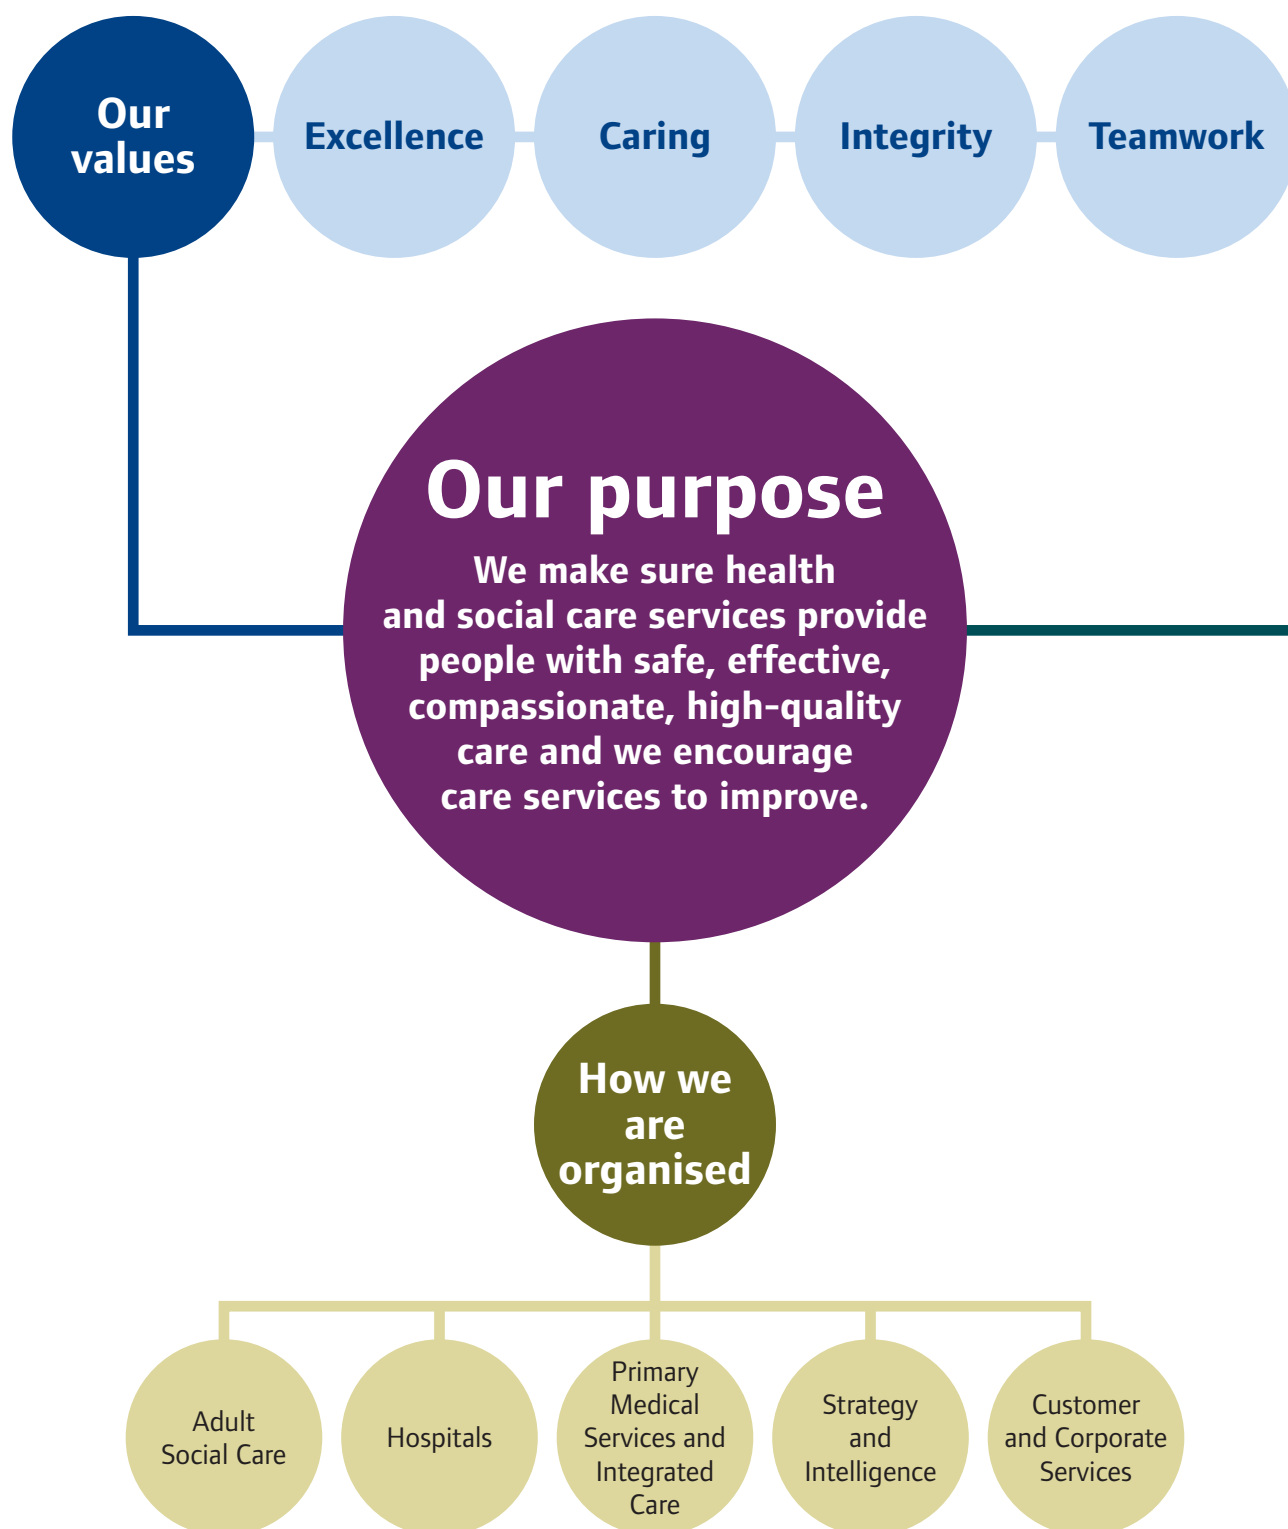 Our
values
Excellence
Caring
Integrity
Teamwork
Our purpose
We make sure health
and social care services provide
people with safe, effective,
compassionate, high-quality
care and we encourage
care services to improve.
How we
are
organised
Adult
Social Care
Hospitals
Primary
Medical
Services and
Integrated
Care
Strategy
and
Intelligence
Customer
and Corporate
Services